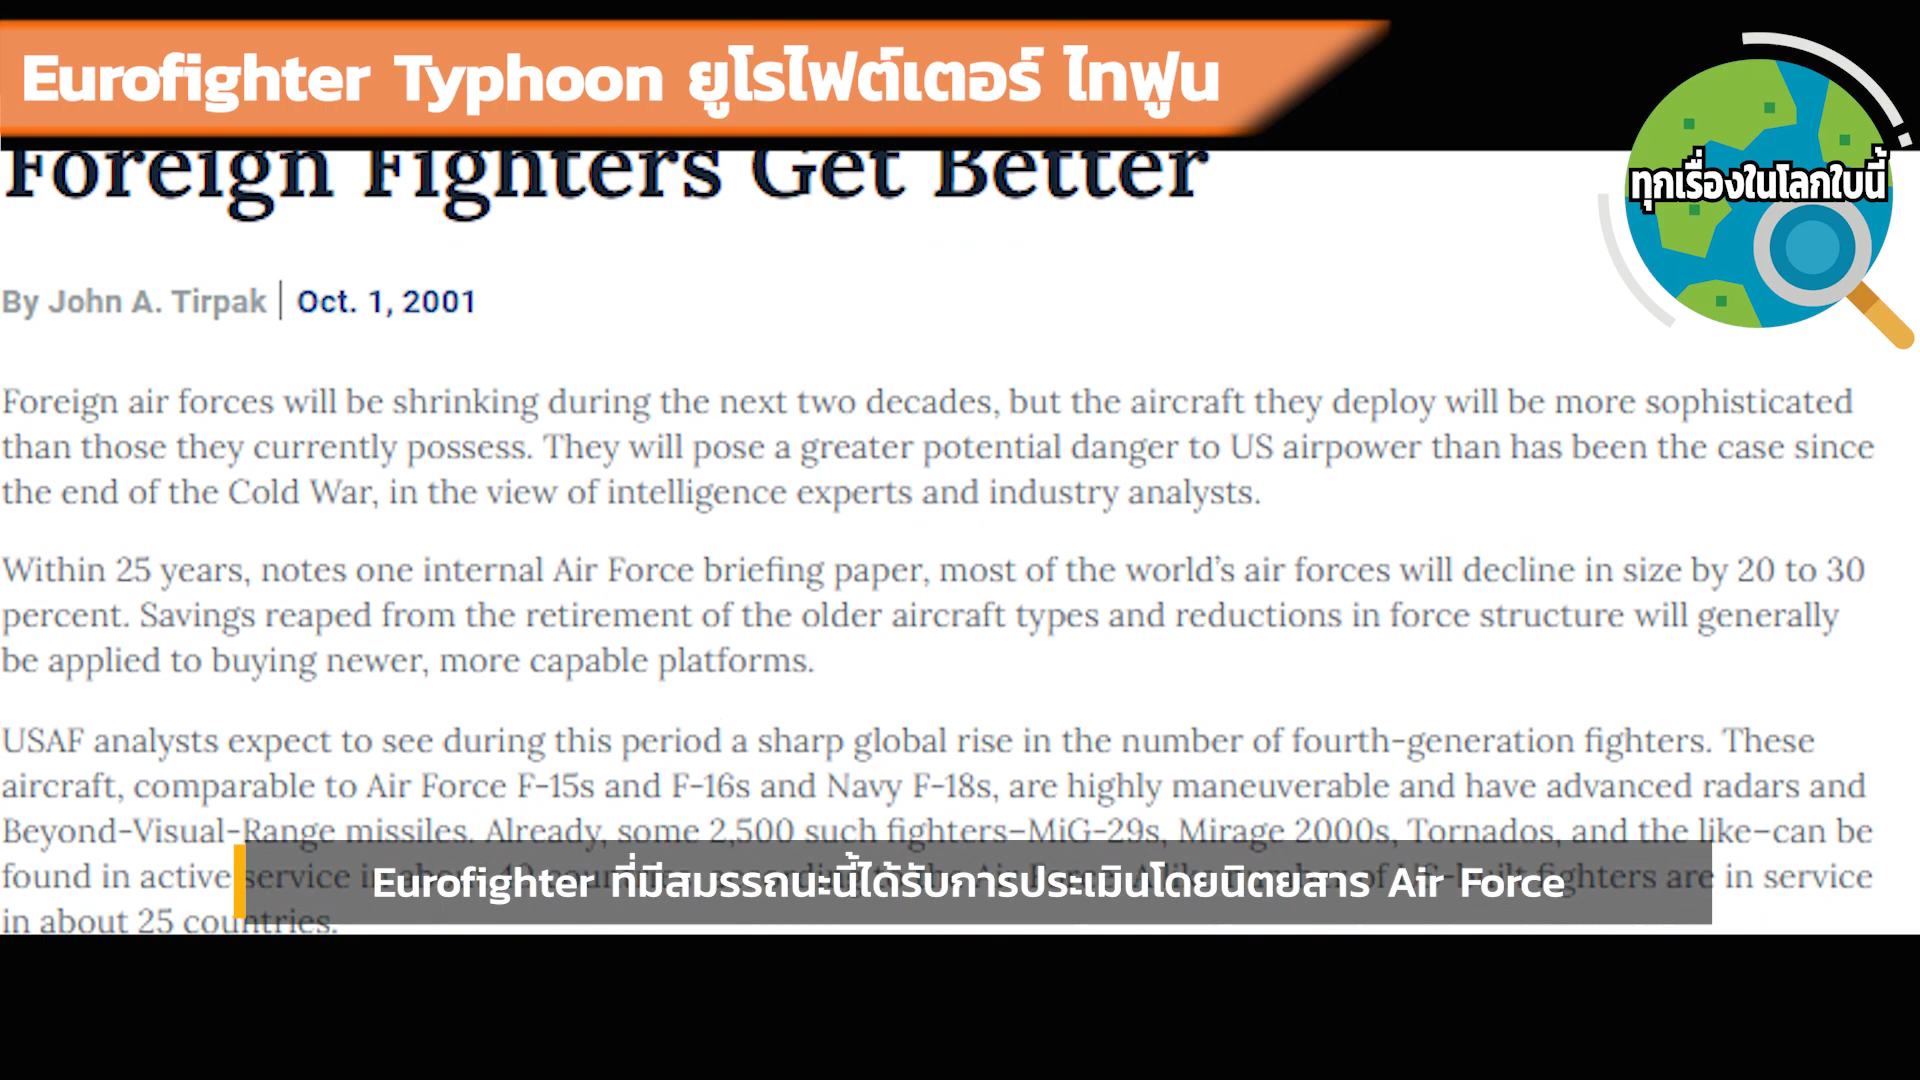 Eurofighter Typhoon ยูโรไฟต์เตอร์ ไทฟูน
ทุกเรื่องในโลกใบนี้
Foreign Fighters Get Better
By John A. Tirpak | Oct. 1, 2001
Foreign air forces will be shrinking during the next two decades, but the aircraft they deploy will be more sophisticated
than those they currently possess. They will pose a greater potential danger to US airpower than has been the case since
the end of the Cold War, in the view of intelligence experts and industry analysts.
Within 25 years, notes one internal Air Force briefing paper, most of the world’s air forces will decline in size by 20 to 30
percent. Savings reaped from the retirement of the older aircraft types and reductions in force structure will generally
be applied to buying newer, more capable platforms.
USAF analysts expect to see during this period a sharp global rise in the number of fourth-generation fighters. These
aircraft, comparable to Air Force F-15s and F-16s and Navy F-18s, are highly maneuverable and have advanced radars and
Beyond-Visual-Range missiles. Already, some 2,500 such fighters–MiG-29s, Mirage 2000s, Tornados, and the like–can be
found in active service fighters are in service
Eurofighter ที่มีสมรรถนะนี้ได้รับการประเมินโดยนิตยสาร Air Force
in about 25 countries.